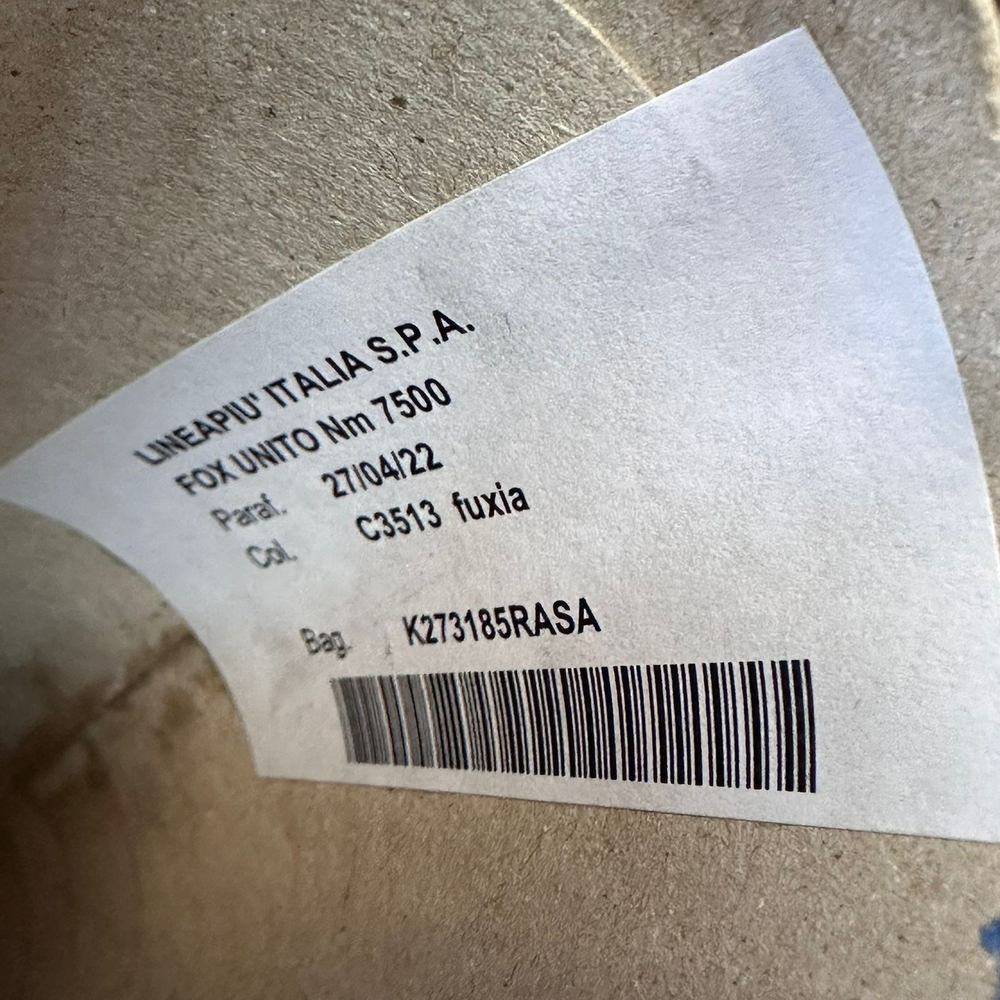 LINEAPIU' ITALIA S.P.A.
FOX UNITO Nm 7500
Paraf. 27/04/22
Col. C3513 fuxia
Bag. K273185RASA